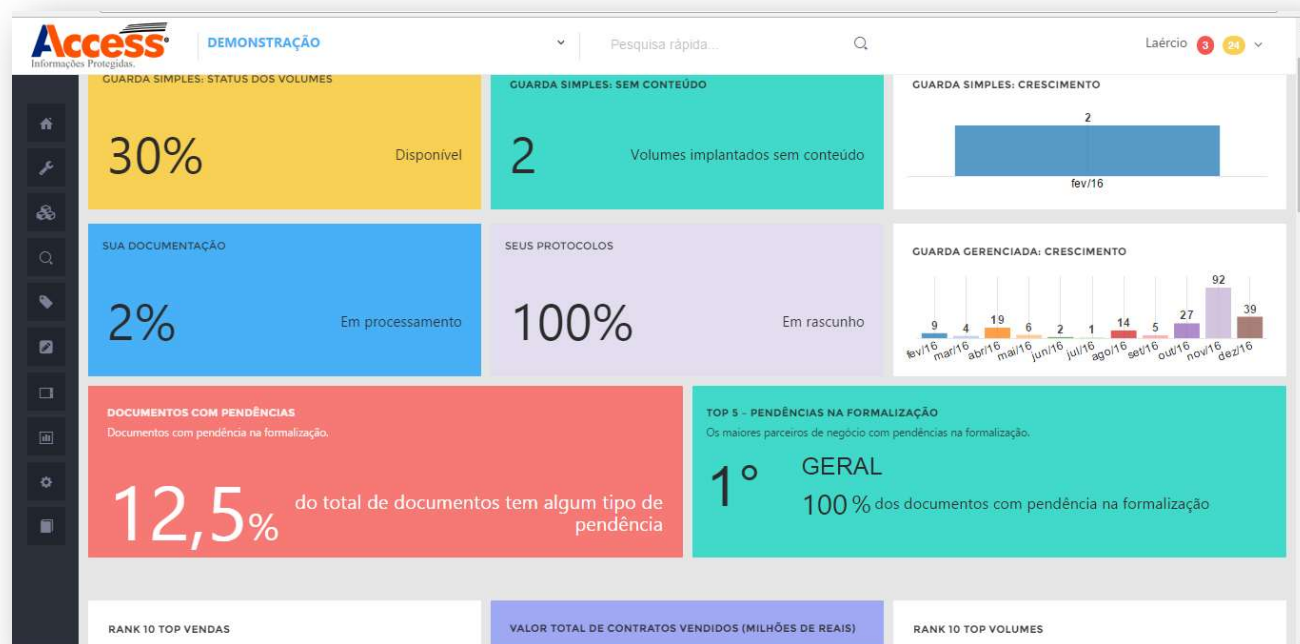 Access
Informações Protegidas.
DEMONSTRAÇÃO
Pesquisa rápida...
Laércio 3 24
GUARDA SIMPLES: STATUS DOS VOLUMES
30% Disponível
GUARDA SIMPLES: SEM CONTEÚDO
2 Volumes implantados sem conteúdo
GUARDA SIMPLES: CRESCIMENTO
2
fev/16
SUA DOCUMENTAÇÃO
2% Em processamento
SEUS PROTOCOLOS
100% Em rascunho
GUARDA GERENCIADA: CRESCIMENTO
9 4 19 6 2 1 14 5 27 92 39
fev/16 mar/16 abr/16 mai/16 jun/16 jul/16 ago/16 set/16 out/16 nov/16 dez/16
DOCUMENTOS COM PENDÊNCIAS
Documentos com pendência na formalização.
12,5% do total de documentos tem algum tipo de
pendência
TOP 5 - PENDÊNCIAS NA FORMALIZAÇÃO
Os maiores parceiros de negócio com pendências na formalização.
1° GERAL
100 % dos documentos com pendência na formalização
RANK 10 TOP VENDAS
VALOR TOTAL DE CONTRATOS VENDIDOS (MILHÕES DE REAIS)
RANK 10 TOP VOLUMES